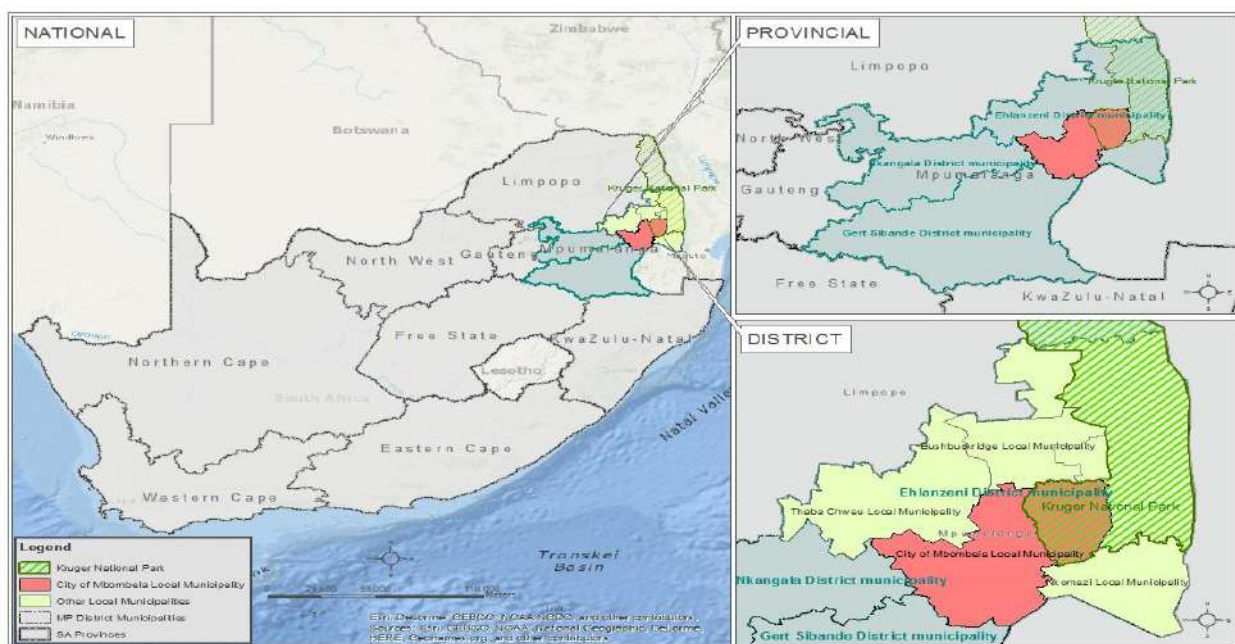 NATIONAL
Zimbabwe
Namibia
Windhoek
Botswana
Limpopo
Kruger National Park
Mpumalanga
Gauteng
North West
Free State
KwaZulu-Natal
Northern Cape
Lesotho
South Africa
Eastern Cape
Western Cape
Natal Valley
Transkei
Basin
Legend
Kruger National Park
City of Mbombela Local Municipality
Other Local Municipalities
MP District Municipalities
SA Provinces
Meters
PROVINCIAL
Limpopo
Kruger National Park
Ehlanzeni District municipality
North West
Nkangala District municipality
Mpumalanga
Gauteng
Gert Sibande District municipality
Free State
KwaZulu-Natal
DISTRICT
Limpopo
Bushbuckridge Local Municipality
Ehlanzeni District municipality
Kruger National Park
Thaba Chweu Local Municipality
Mpumalanga
City of Mbombela Local Municipality
Nkangala District municipality
Nkomazi Local Municipality
Gert Sibande District municipality